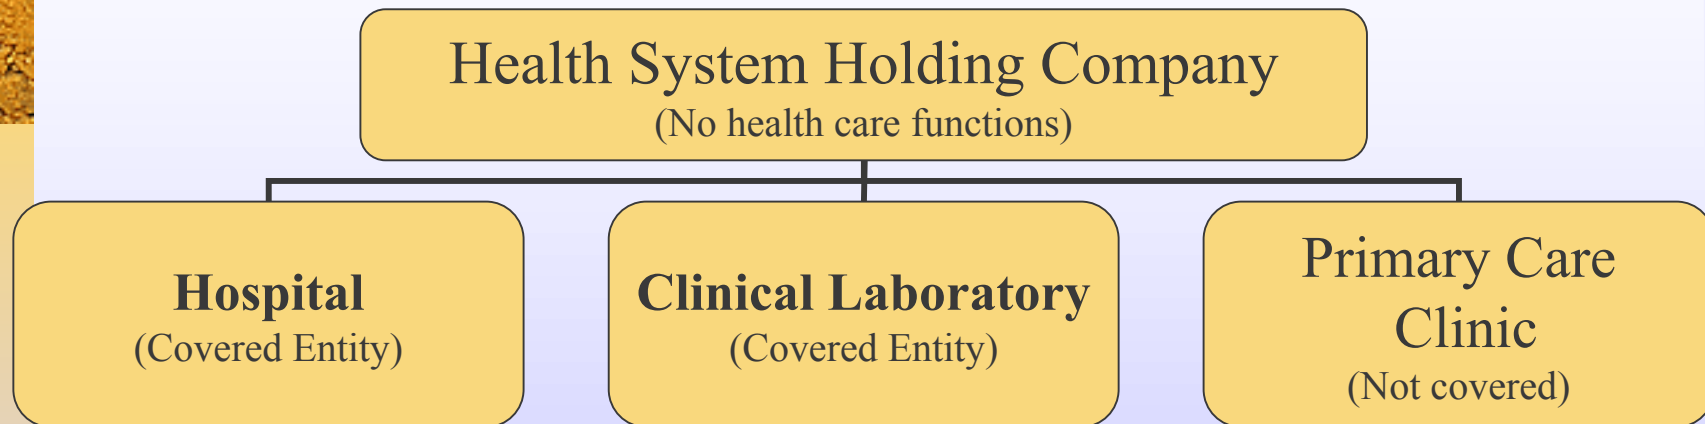 Health System Holding Company
(No health care functions)
Hospital
(Covered Entity)
Clinical Laboratory
(Covered Entity)
Primary Care
Clinic
(Not covered)